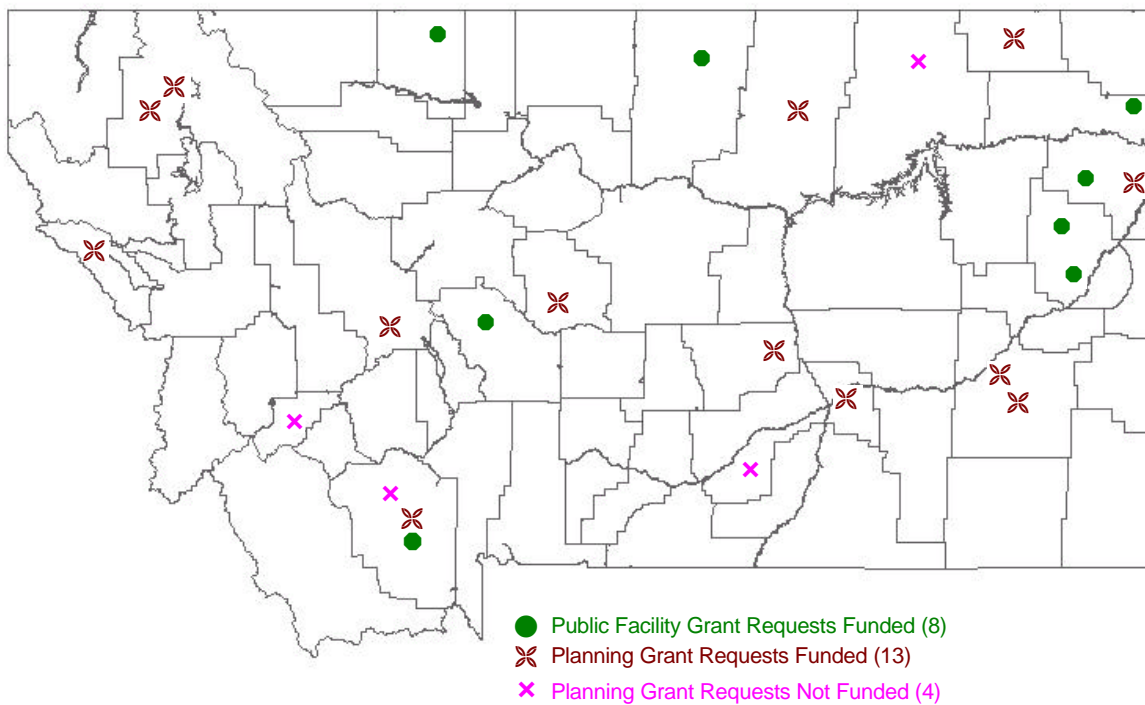 Public Facility Grant Requests Funded (8)
Planning Grant Requests Funded (13)
Planning Grant Requests Not Funded (4)